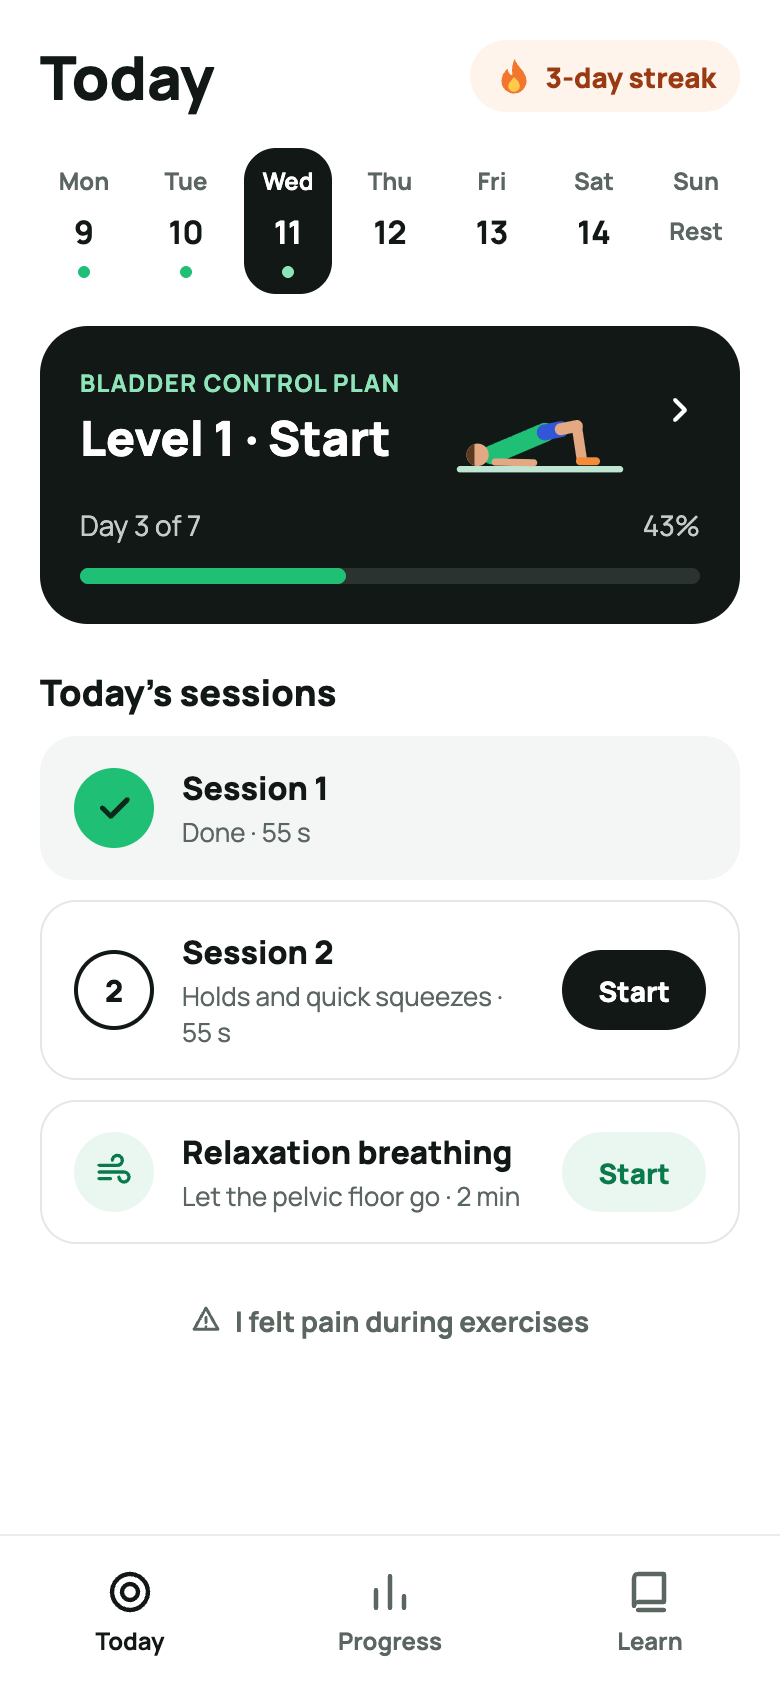 Today
3-day streak
Mon Tue Wed Thu Fri Sat Sun
9 10 11 12 13 14 Rest
BLADDER CONTROL PLAN
Level 1 · Start
Day 3 of 7 43%
Today's sessions
Session 1
Done · 55 s
2
Session 2
Holds and quick squeezes ·
55 s
Start
Relaxation breathing
Let the pelvic floor go · 2 min
Start
I felt pain during exercises
Today Progress Learn